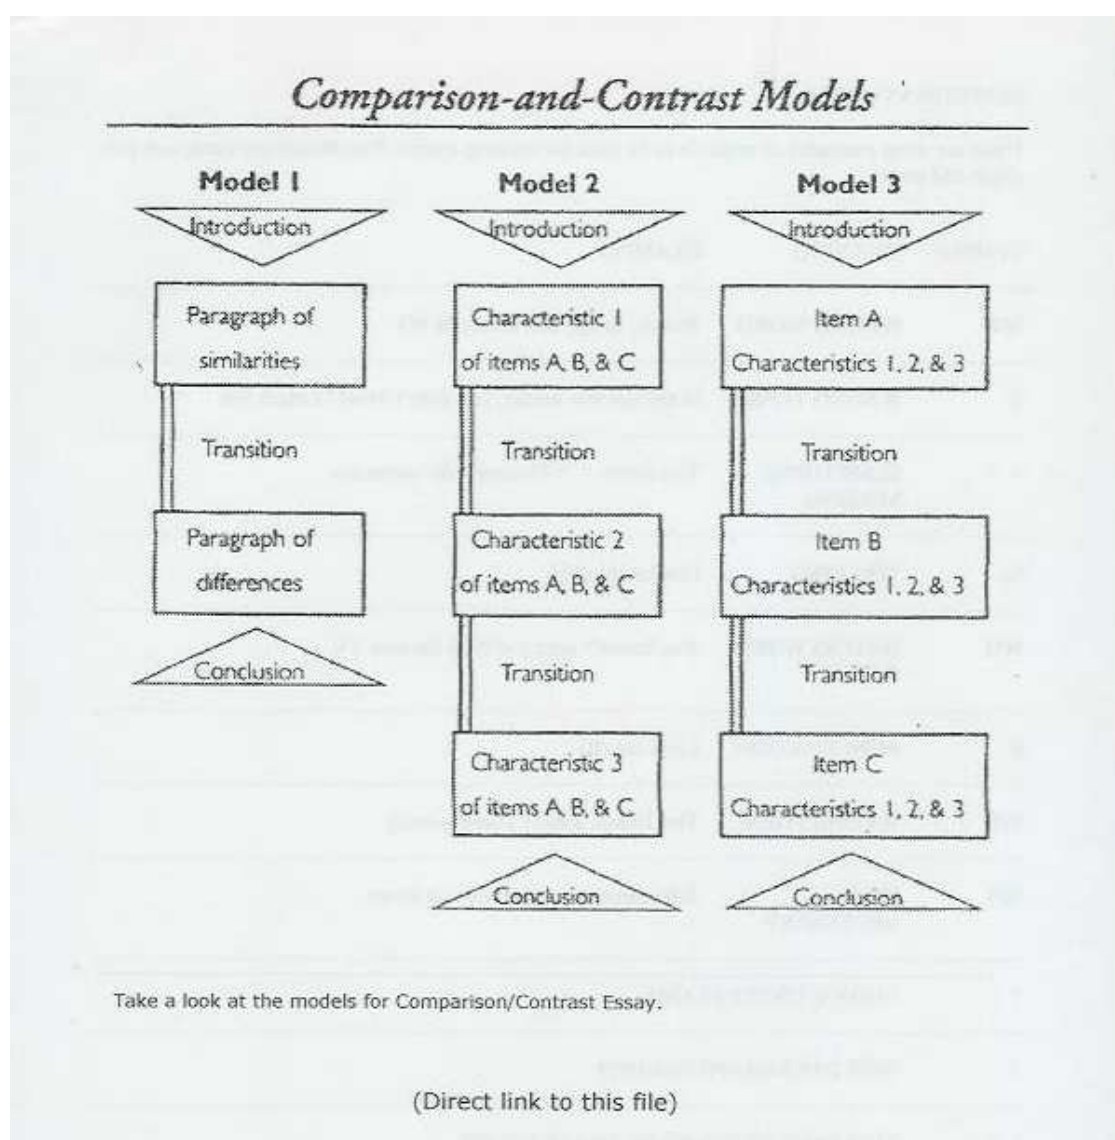 Comparison-and-Contrast Models
Model 1
Introduction
Paragraph of
similarities
Transition
Paragraph of
differences
Conclusion
Model 2
Introduction
Characteristic 1
of items A, B, & C
Transition
Characteristic 2
of items A, B, & C
Transition
Characteristic 3
of items A, B, & C
Conclusion
Model 3
Introduction
Item A
Characteristics 1, 2, & 3
Transition
Item B
Characteristics 1, 2, & 3
Transition
Item C
Characteristics 1, 2, & 3
Conclusion
Take a look at the models for Comparison/Contrast Essay.
(Direct link to this file)